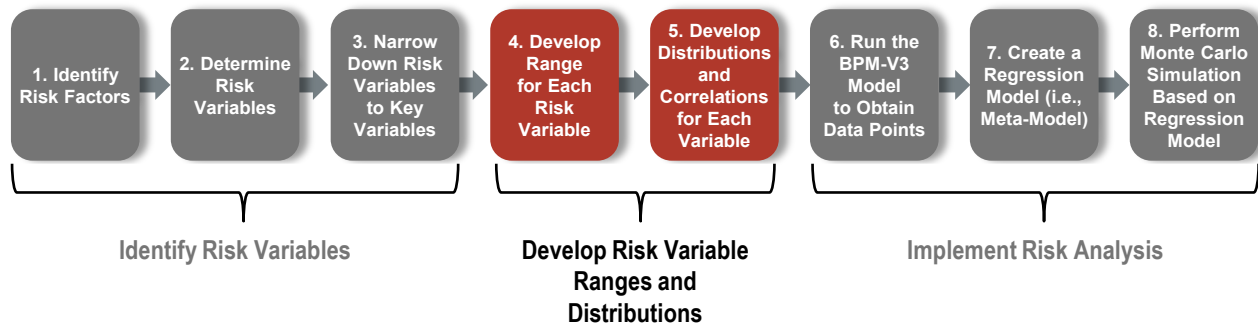 1. Identify
Risk Factors
2. Determine
Risk
Variables
3. Narrow
Down Risk
Variables
to Key
Variables
4. Develop
Range
for Each
Risk
Variable
5. Develop
Distributions
and
Correlations
for Each
Variable
6. Run the
BPM-V3
Model
to Obtain
Data Points
7. Create a
Regression
Model (i.e.,
Meta-Model)
8. Perform
Monte Carlo
Simulation
Based on
Regression
Model
Identify Risk Variables
Develop Risk Variable
Ranges and
Distributions
Implement Risk Analysis